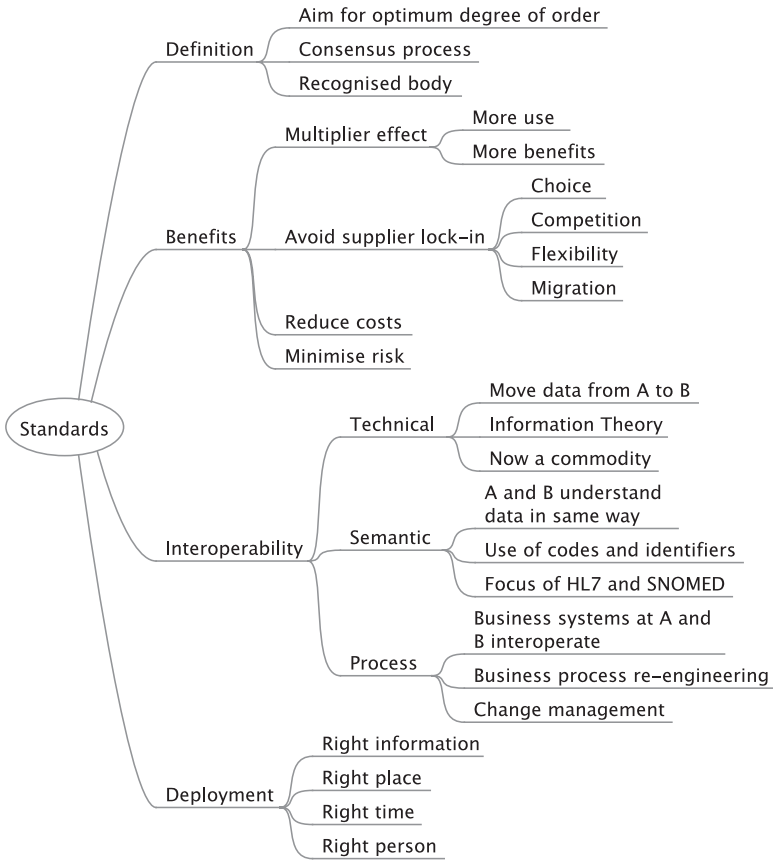 Standards
Definition
Aim for optimum degree of order
Consensus process
Recognised body
Benefits
Multiplier effect
More use
More benefits
Avoid supplier lock–in
Choice
Competition
Flexibility
Migration
Reduce costs
Minimise risk
Interoperability
Technical
Move data from A to B
Information Theory
Now a commodity
Semantic
A and B understand
data in same way
Use of codes and identifiers
Focus of HL7 and SNOMED
Process
Business systems at A and
B interoperate
Business process re–engineering
Change management
Deployment
Right information
Right place
Right time
Right person